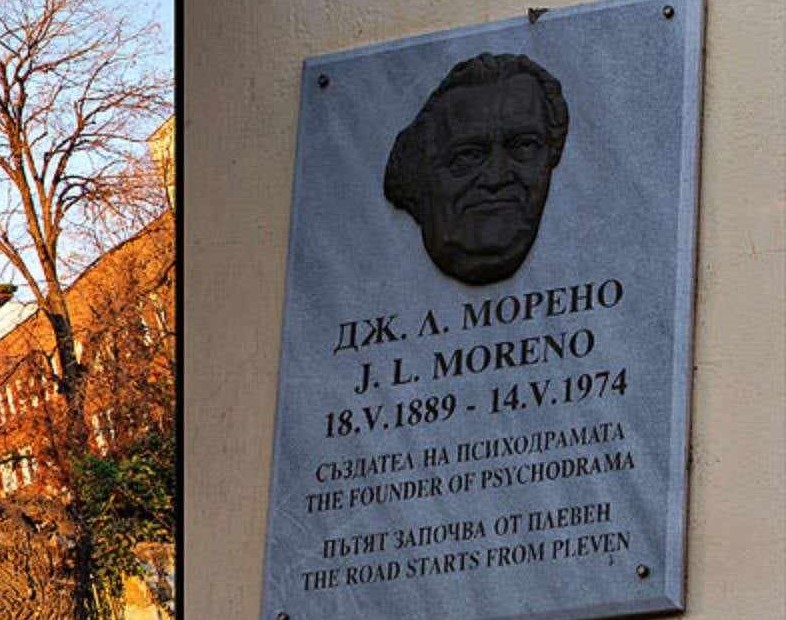 ДЖ. Л. МОРЕНО
J. L. MORENO
18.V.1889 - 14.V.1974
СЪЗДАТЕЛ НА ПСИХОДРАМАТА
THE FOUNDER OF PSYCHODRAMA
ПЪТЯТ ЗАПОЧВА ОТ ПЛЕВЕН
THE ROAD STARTS FROM PLEVEN